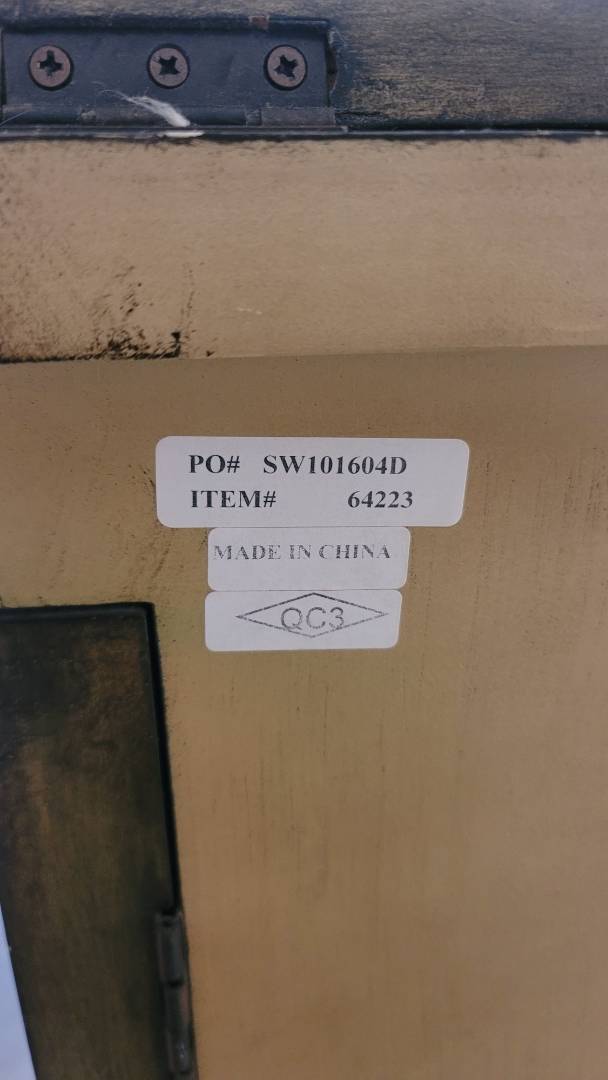 PO# SW101604D
ITEM# 64223
MADE IN CHINA
QC3